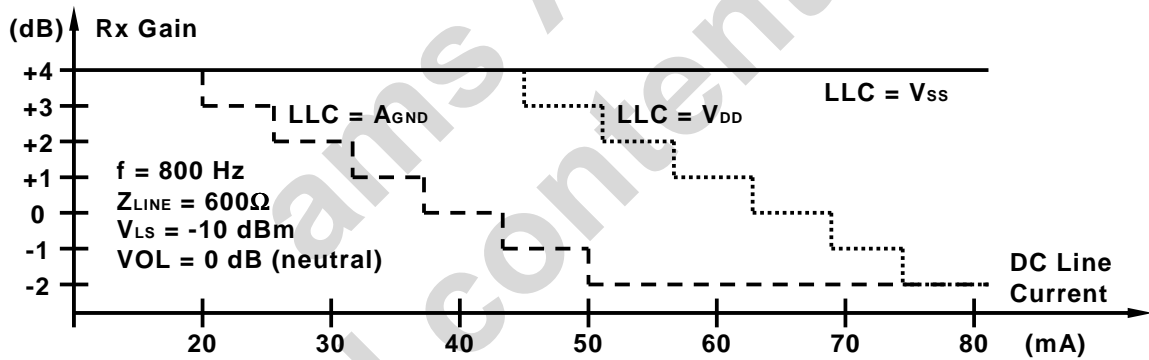 (dB) Rx Gain
+4
+3
+2
+1
0
-1
-2
LLC = AGND
LLC = VDD
LLC = VSS
f = 800 Hz
ZLINE = 600Ω
VLS = -10 dBm
VOL = 0 dB (neutral)
DC Line
Current
20 30 40 50 60 70 80 (mA)
ams A
l content